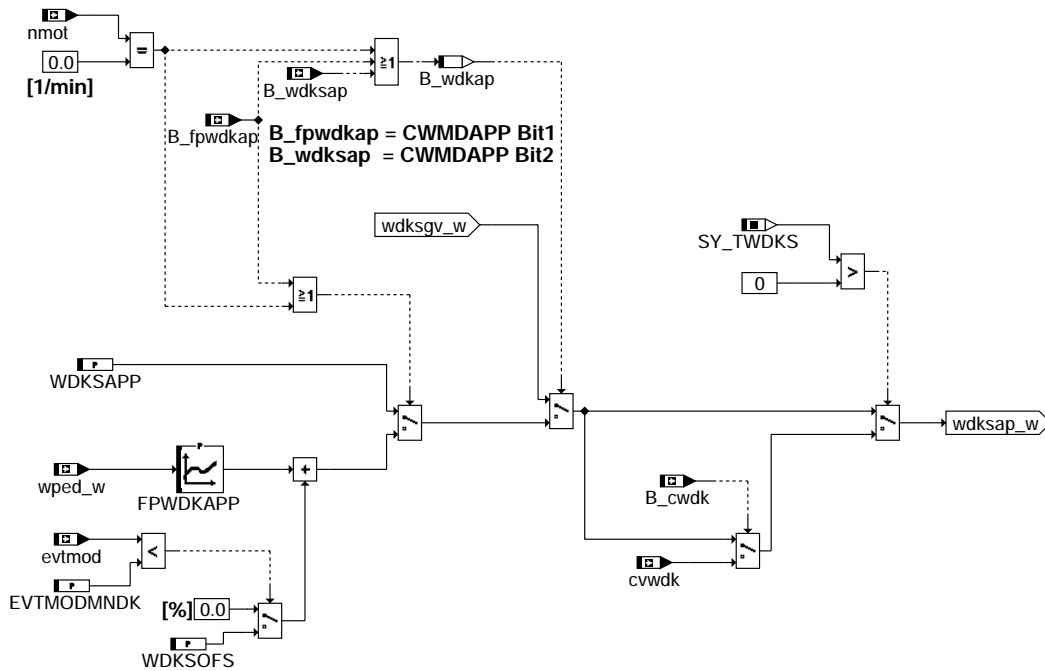 nmot
0.0
[1/min]
=
≧1
B_wdksap
B_wdkap
B_fpwdkap
B_fpwdkap = CWMDAPP Bit1
B_wdksap = CWMDAPP Bit2
wdksgv_w
SY_TWDKS
0
>
≧1
P
WDKSAPP
wdksap_w
P
wped_w
FPWDKAPP
+
B_cwdk
evtmod
<
cvwdk
P
EVTMODMNDK
[%] 0.0
P
WDKSOFS